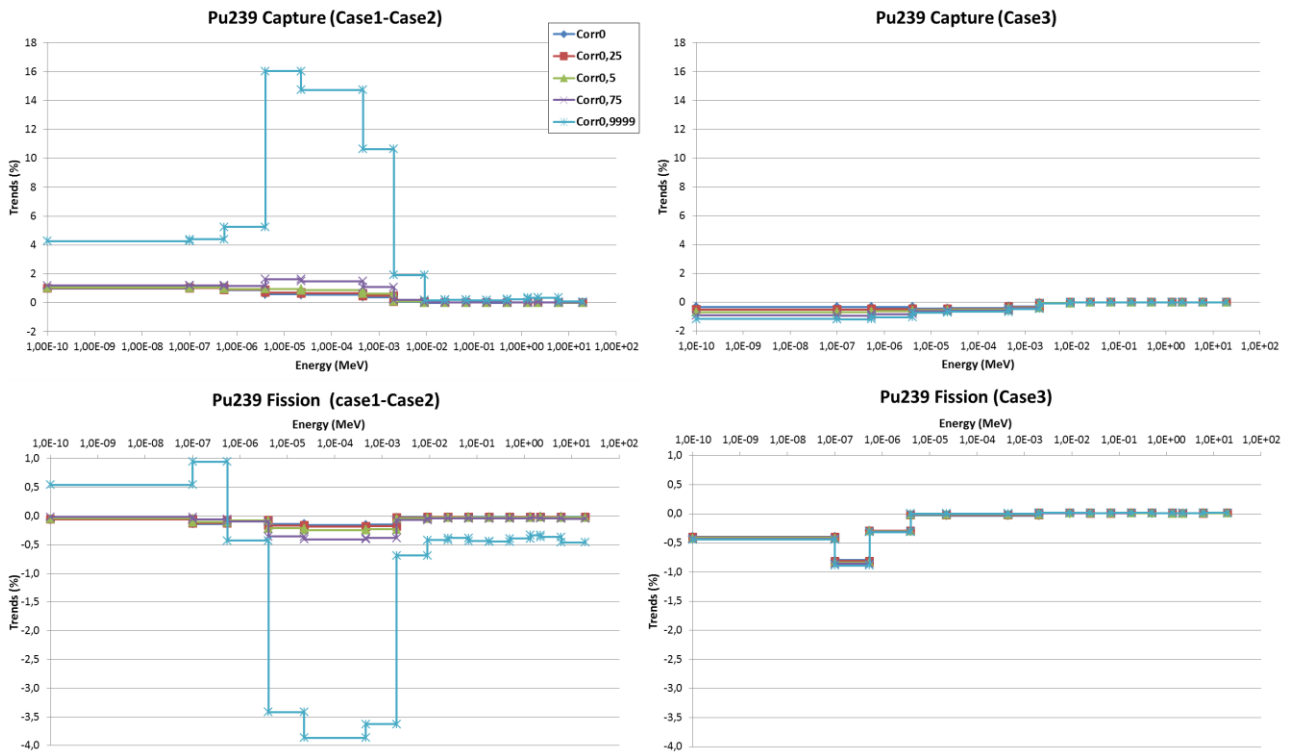 Pu239 Capture (Case1-Case2)
18
16
14
12
10
8
6
4
2
0
-2
Trends (%)
1,00E-10 1,00E-09 1,00E-08 1,00E-07 1,00E-06 1,00E-05 1,00E-04 1,00E-03 1,00E-02 1,00E-01 1,00E+00 1,00E+01 1,00E+02
Energy (MeV)
Corr0
Corr0,25
Corr0,5
Corr0,75
Corr0,9999
Pu239 Capture (Case3)
18
16
14
12
10
8
6
4
2
0
-2
Trends (%)
1,0E-10 1,0E-09 1,0E-08 1,0E-07 1,0E-06 1,0E-05 1,0E-04 1,0E-03 1,0E-02 1,0E-01 1,0E+00 1,0E+01 1,0E+02
Energy (MeV)
Pu239 Fission (case1-Case2)
Energy (MeV)
1,0E-10 1,0E-09 1,0E-08 1,0E-07 1,0E-06 1,0E-05 1,0E-04 1,0E-03 1,0E-02 1,0E-01 1,0E+00 1,0E+01 1,0E+02
1,0
0,5
0,0
-0,5
-1,0
-1,5
-2,0
-2,5
-3,0
-3,5
-4,0
Trends (%)
Pu239 Fission (Case3)
Energy (MeV)
1,0E-10 1,0E-09 1,0E-08 1,0E-07 1,0E-06 1,0E-05 1,0E-04 1,0E-03 1,0E-02 1,0E-01 1,0E+00 1,0E+01 1,0E+02
1,0
0,5
0,0
-0,5
-1,0
-1,5
-2,0
-2,5
-3,0
-3,5
-4,0
Trends (%)